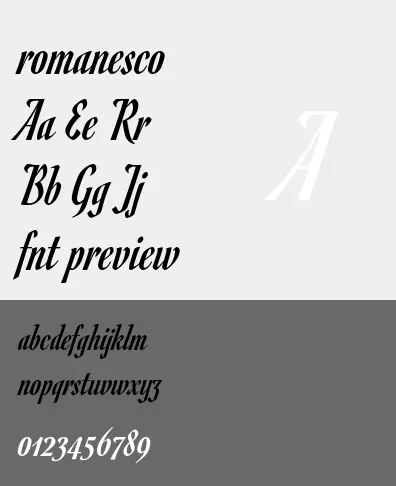 romanesco
Aa Ee Rr
A
Bb Gg Jj
fnt preview
abcdefghijklm
nopqrstuvwxyz
0123456789